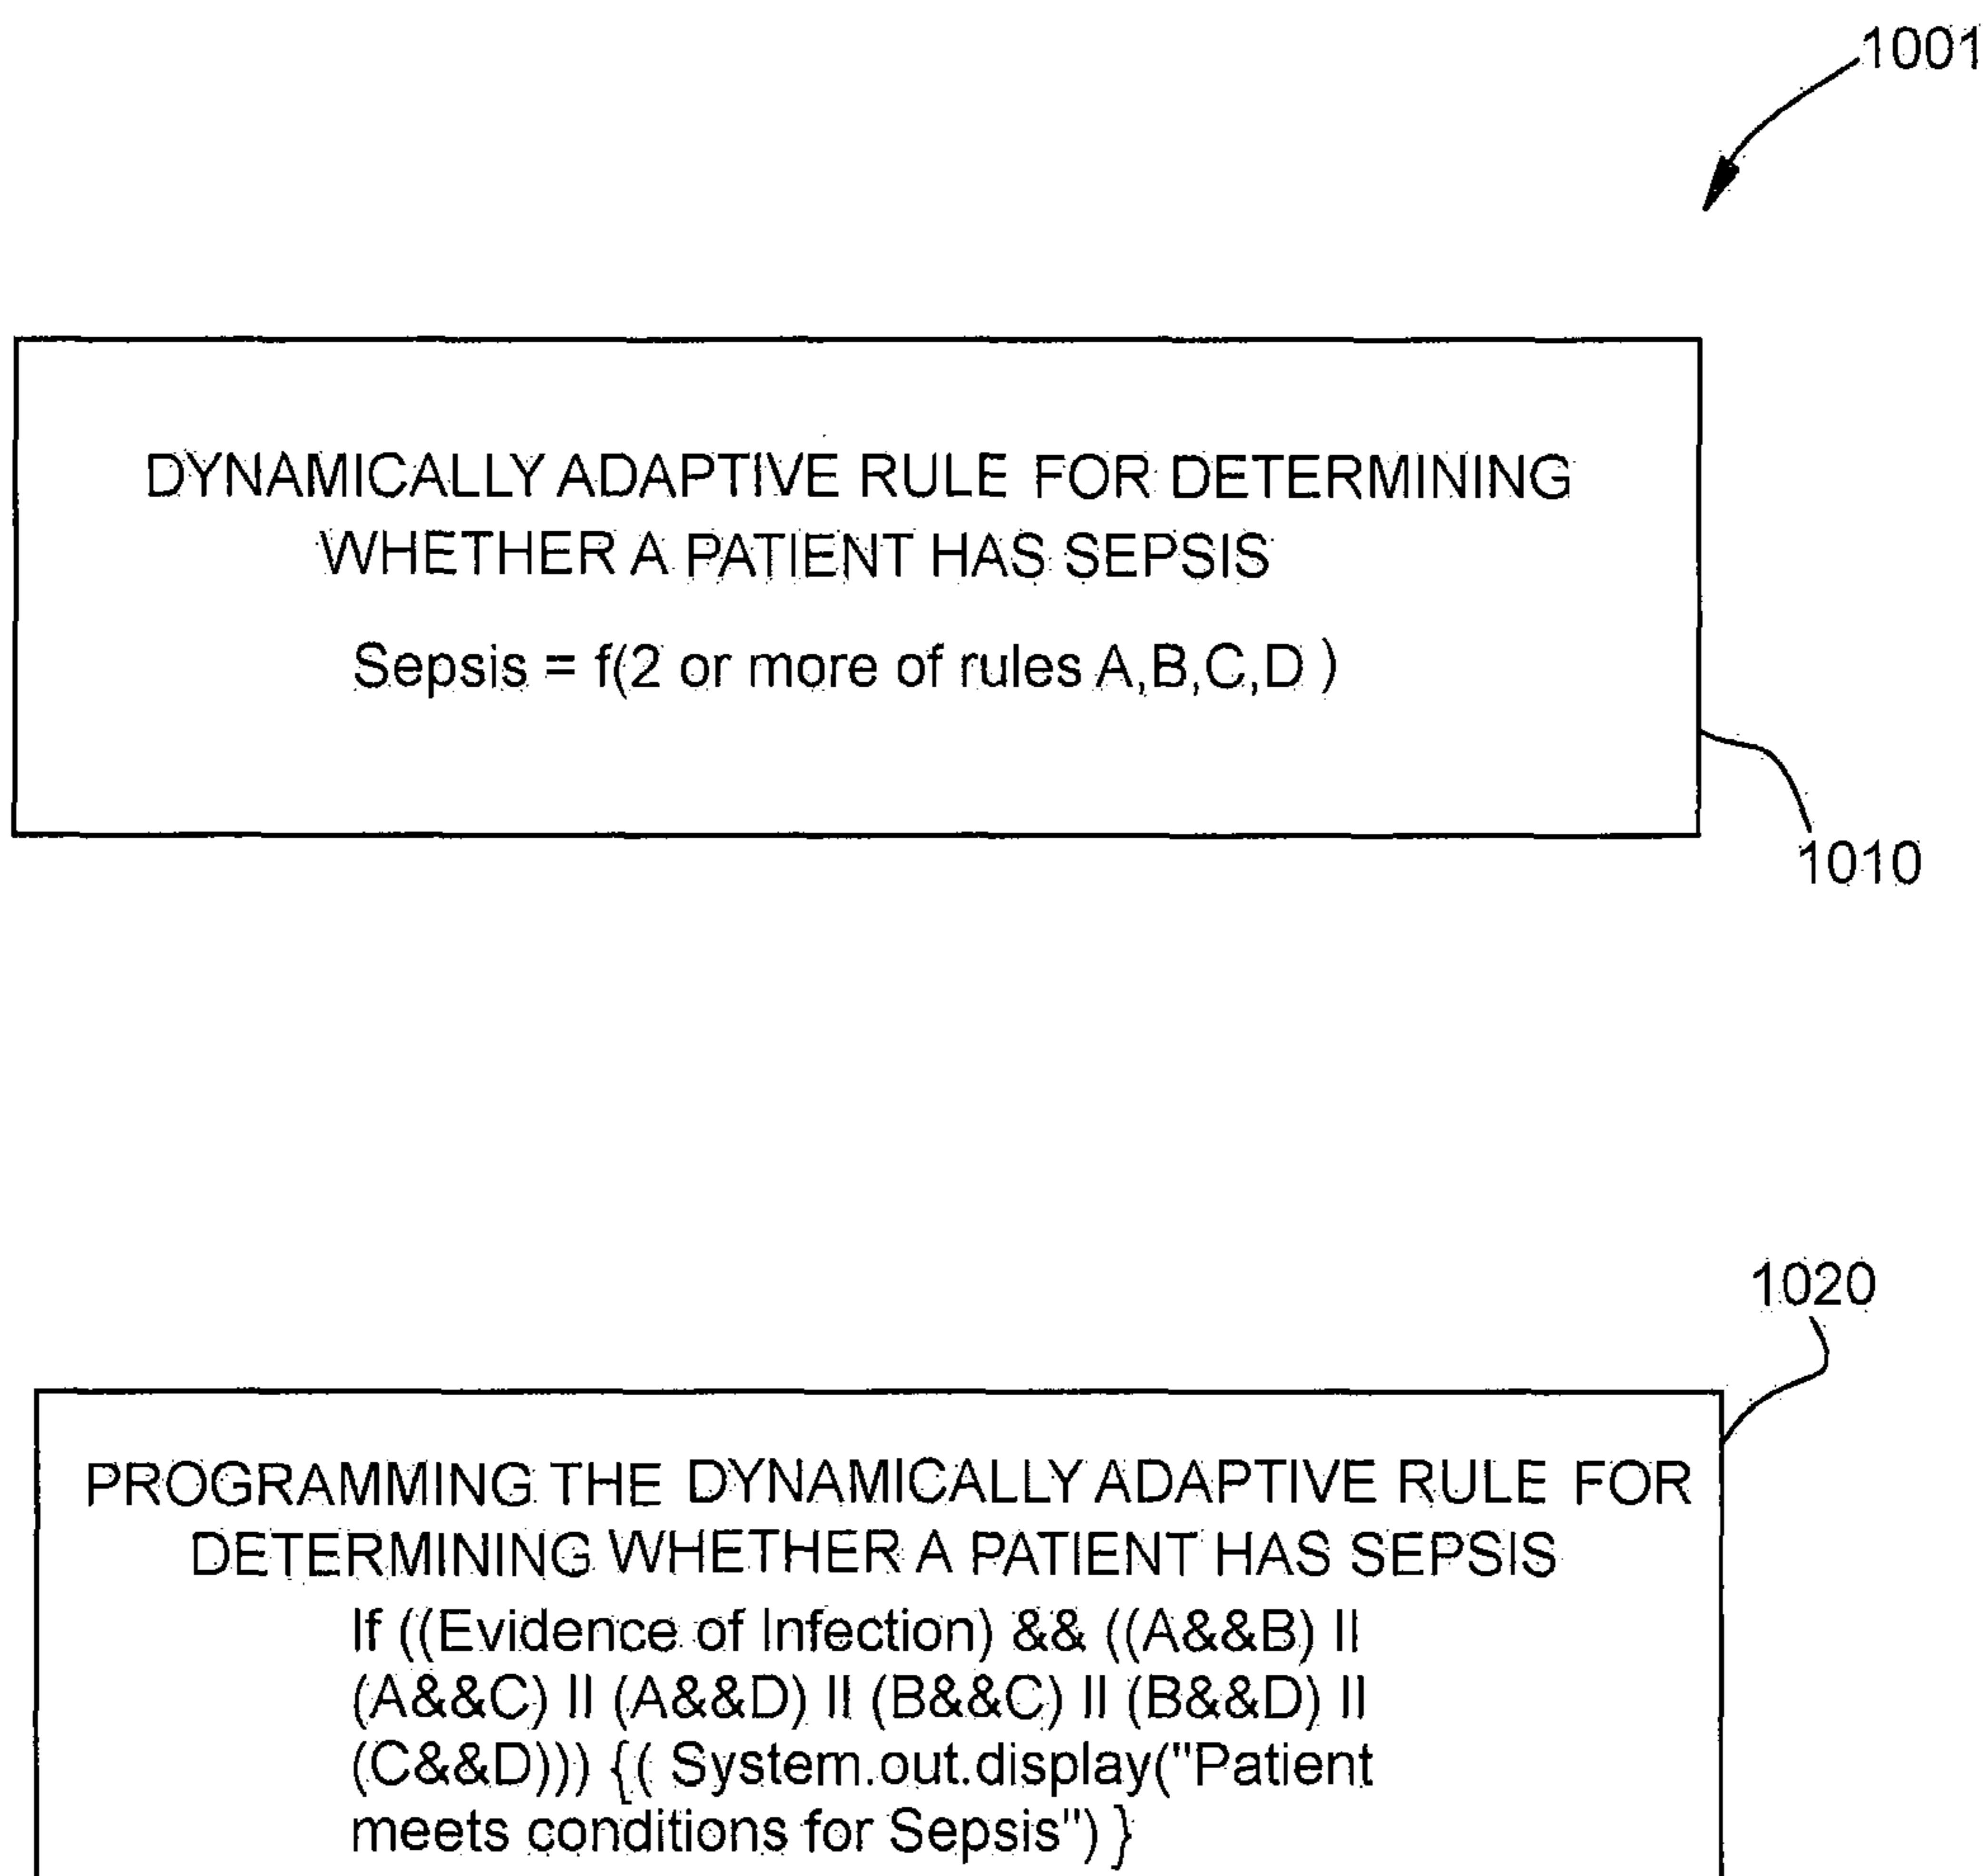 1001
DYNAMICALLY ADAPTIVE RULE FOR DETERMINING
WHETHER A PATIENT HAS SEPSIS
Sepsis = f(2 or more of rules A,B,C,D )
1010
1020
PROGRAMMING THE DYNAMICALLY ADAPTIVE RULE FOR
DETERMINING WHETHER A PATIENT HAS SEPSIS
If ((Evidence of Infection) && ((A&&B) II
(A&&C) II (A&&D) II (B&&C) II (B&&D) II
(C&&D))) {( System.out.display("Patient
meets conditions for Sepsis") }